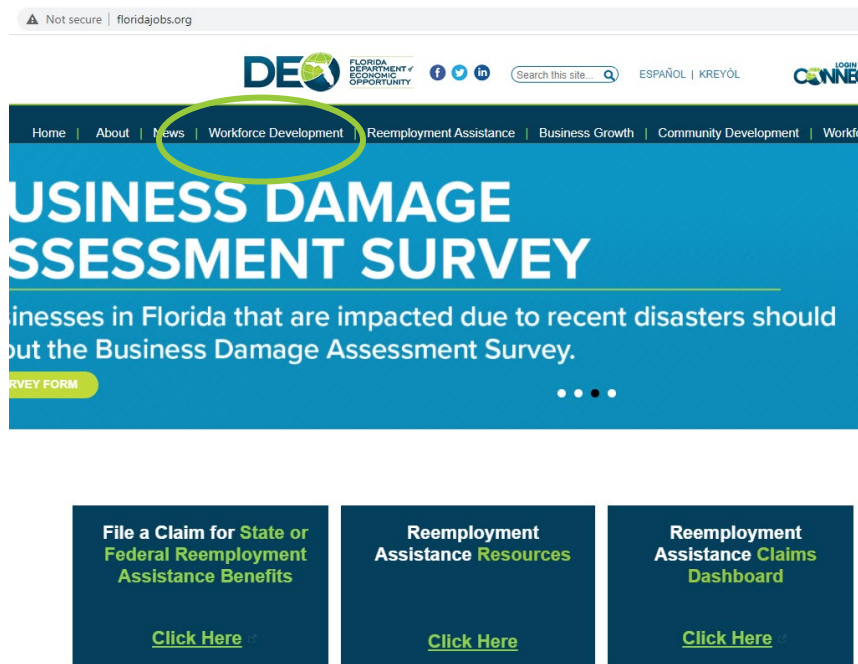 Not secure | floridajobs.org
DEO FLORIDA DEPARTMENT of ECONOMIC OPPORTUNITY Search this site... ESPAÑOL | KREYÒL LOGIN
Home | About | News | Workforce Development | Reemployment Assistance | Business Growth | Community Development |
USINESS DAMAGE
SSESSMENT SURVEY
inesses in Florida that are impacted due to recent disasters should
out the Business Damage Assessment Survey.
RVEY FORM
File a Claim for State or
Federal Reemployment
Assistance Benefits
Click Here
Reemployment
Assistance Resources
Click Here
Reemployment
Assistance Claims
Dashboard
Click Here